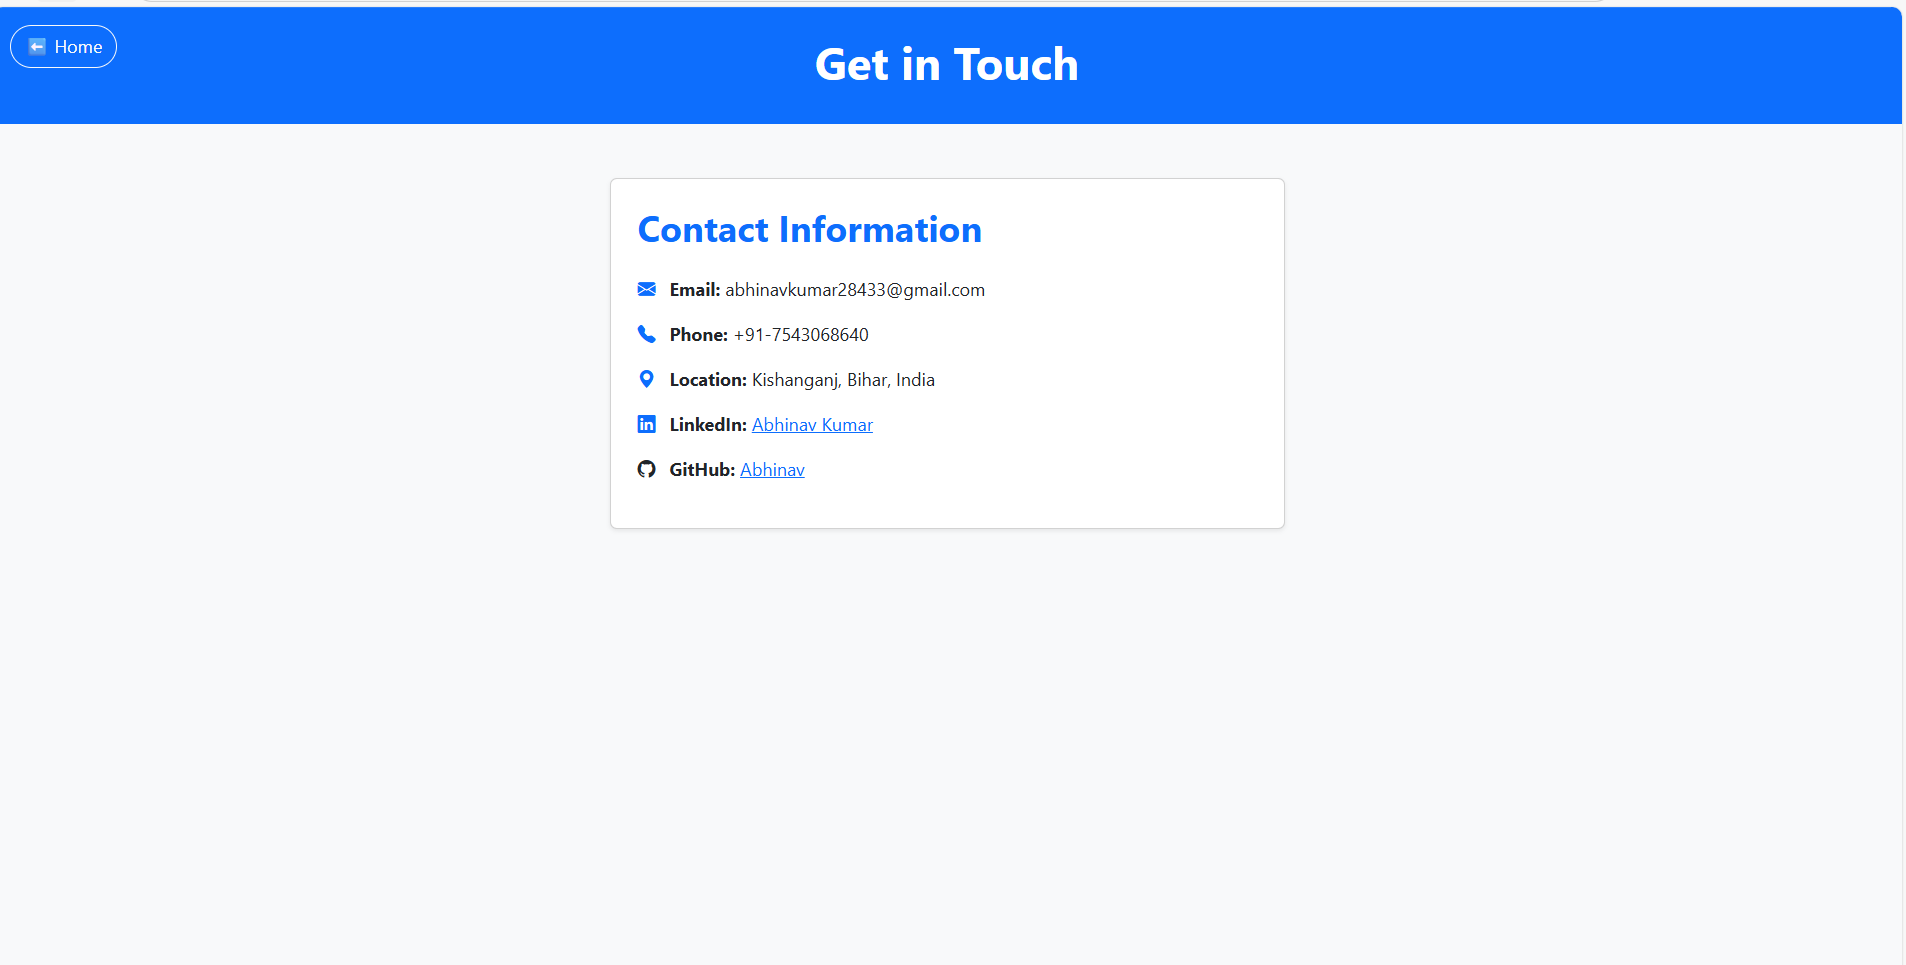 Home
Get in Touch
Contact Information
Email: abhinavkumar28433@gmail.com
Phone: +91-7543068640
Location: Kishanganj, Bihar, India
LinkedIn: Abhinav Kumar
GitHub: Abhinav